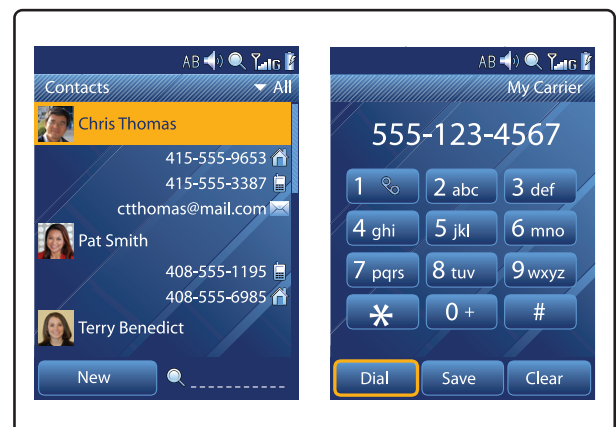 AB
Contacts All
Chris Thomas
415-555-9653
415-555-3387
ctthomas@mail.com
Pat Smith
408-555-1195
408-555-6985
Terry Benedict
New
AB
My Carrier
555-123-4567
1 2 abc 3 def
4 ghi 5 jkl 6 mno
7 pqrs 8 tuv 9 wxyz
* 0 + #
Dial Save Clear